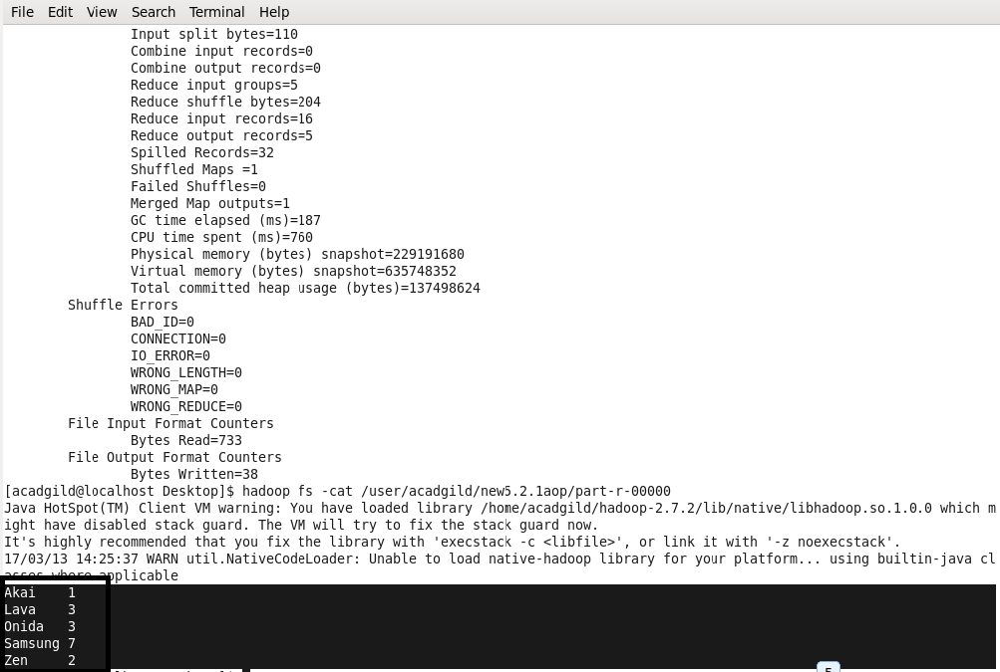 File Edit View Search Terminal Help
Input split bytes=110
Combine input records=0
Combine output records=0
Reduce input groups=5
Reduce shuffle bytes=204
Reduce input records=16
Reduce output records=5
Spilled Records=32
Shuffled Maps =1
Failed Shuffles=0
Merged Map outputs=1
GC time elapsed (ms)=187
CPU time spent (ms)=760
Physical memory (bytes) snapshot=229191680
Virtual memory (bytes) snapshot=635748352
Total committed heap usage (bytes)=137498624
Shuffle Errors
BAD_ID=0
CONNECTION=0
IO_ERROR=0
WRONG_LENGTH=0
WRONG_MAP=0
WRONG_REDUCE=0
File Input Format Counters
Bytes Read=733
File Output Format Counters
Bytes Written=38
[acadgild@localhost Desktop]$ hadoop fs -cat /user/acadgild/new5.2.1aop/part-r-00000
Java HotSpot(TM) Client VM warning: You have loaded library /home/acadgild/hadoop-2.7.2/lib/native/libhadoop.so.1.0.0 which m
ight have disabled stack guard. The VM will try to fix the stack guard now.
It's highly recommended that you fix the library with 'execstack -c <libfile>', or link it with '-z noexecstack'.
17/03/13 14:25:37 WARN util.NativeCodeLoader: Unable to load native-hadoop library for your platform... using builtin-java cl
asses where applicable
Akai 1
Lava 3
Onida 3
Samsung 7
Zen 2